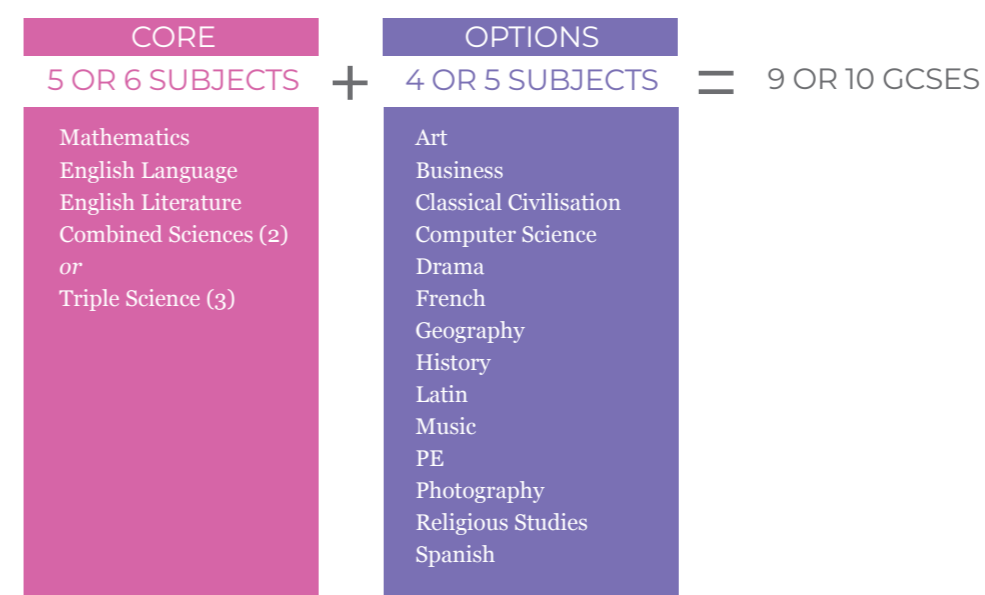 CORE
5 OR 6 SUBJECTS
Mathematics
English Language
English Literature
Combined Sciences (2)
or
Triple Science (3)
+
OPTIONS
4 OR 5 SUBJECTS
Art
Business
Classical Civilisation
Computer Science
Drama
French
Geography
History
Latin
Music
PE
Photography
Religious Studies
Spanish
=
9 OR 10 GCSES